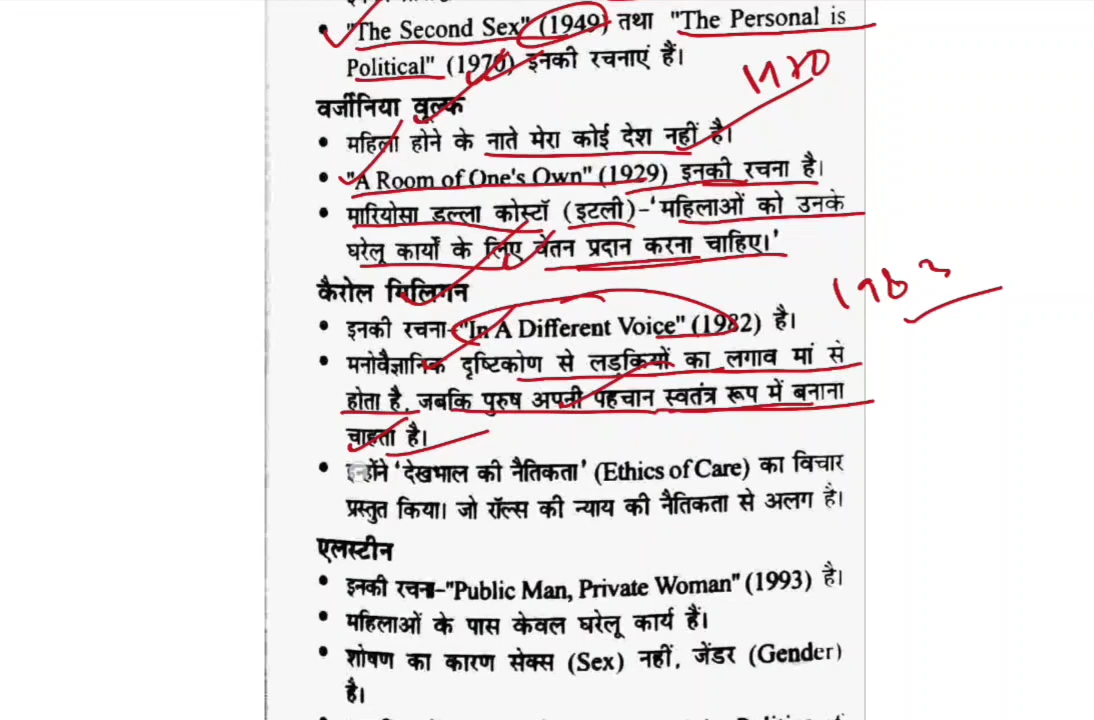 • "The Second Sex" (1949) तथा "The Personal is
Political" (1970) इनकी रचनाएं हैं।
1970
वर्जीनिया वूल्फ
• महिला होने के नाते मेरा कोई देश नहीं है।
• "A Room of One's Own" (1929) इनकी रचना है।
• मारियोसा डल्ला कोस्टॉ (इटली)-'महिलाओं को उनके
घरेलू कार्यों के लिए वेतन प्रदान करना चाहिए।'
कैरोल गिलिगन
1983
• इनकी रचना-"In A Different Voice" (1982) है।
• मनोवैज्ञानिक दृष्टिकोण से लड़कियों का लगाव मां से
होता है, जबकि पुरुष अपनी पहचान स्वतंत्र रूप में बनाना
चाहता है।
• इन्होंने 'देखभाल की नैतिकता' (Ethics of Care) का विचार
प्रस्तुत किया। जो रॉल्स की न्याय की नैतिकता से अलग है।
एलस्टीन
• इनकी रचना-"Public Man, Private Woman" (1993) है।
• महिलाओं के पास केवल घरेलू कार्य हैं।
• शोषण का कारण सेक्स (Sex) नहीं, जेंडर (Gender)
है।